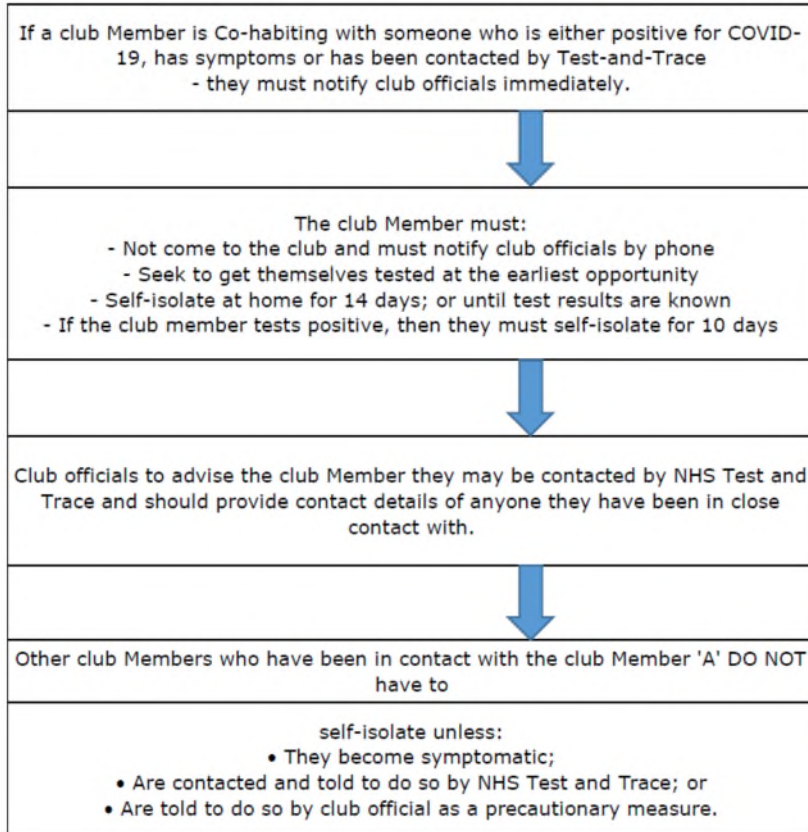 If a club Member is Co-habiting with someone who is either positive for COVID-
19, has symptoms or has been contacted by Test-and-Trace
- they must notify club officials immediately.
The club Member must:
- Not come to the club and must notify club officials by phone
- Seek to get themselves tested at the earliest opportunity
- Self-isolate at home for 14 days; or until test results are known
- If the club member tests positive, then they must self-isolate for 10 days
Club officials to advise the club Member they may be contacted by NHS Test and
Trace and should provide contact details of anyone they have been in close
contact with.
Other club Members who have been in contact with the club Member 'A' DO NOT
have to
self-isolate unless:
• They become symptomatic;
• Are contacted and told to do so by NHS Test and Trace; or
• Are told to do so by club official as a precautionary measure.